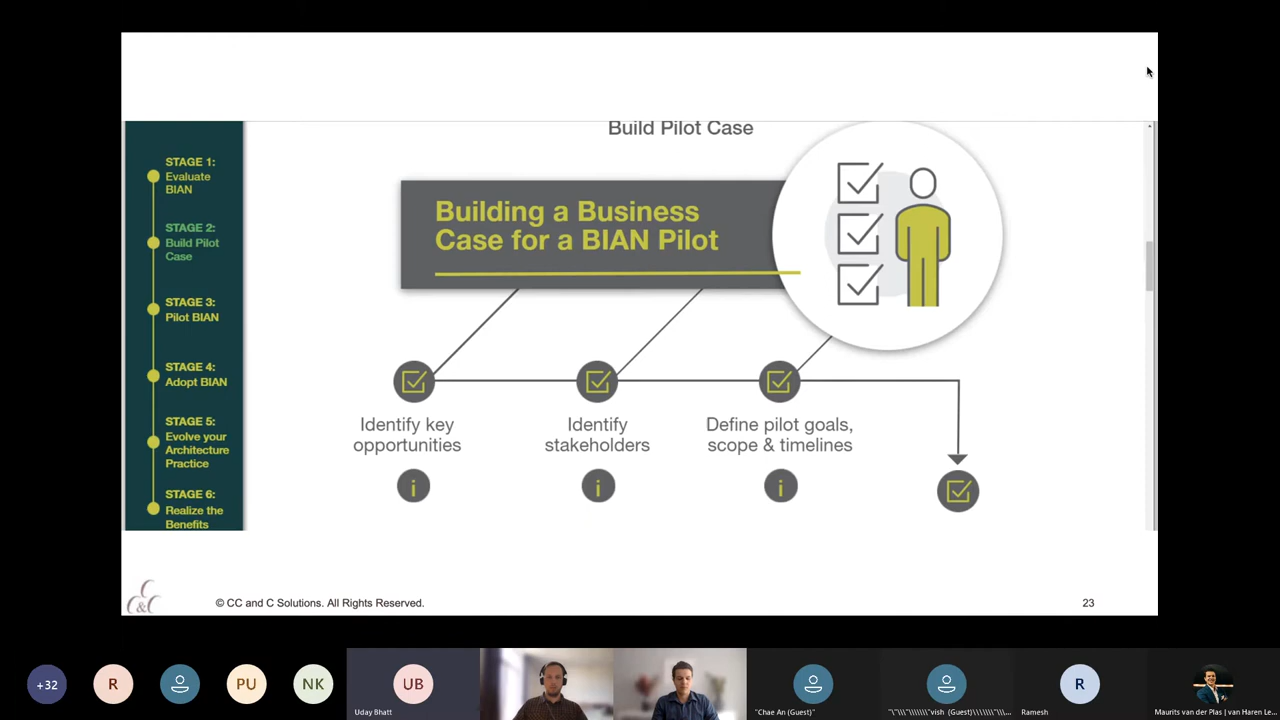 Build Pilot Case
STAGE 1:
Evaluate
BIAN
STAGE 2:
Build Pilot
Case
STAGE 3:
Pilot BIAN
STAGE 4:
Adopt BIAN
STAGE 5:
Evolve your
Architecture
Practice
STAGE 6:
Realize the
Benefits
Building a Business
Case for a BIAN Pilot
Identify key
opportunities
Identify
stakeholders
Define pilot goals,
scope & timelines
i
i
i
C
C&C
© CC and C Solutions. All Rights Reserved.
23
+32
R
PU
NK
UB
Uday Bhatt
"Chae An (Guest)"
"\"\\\"\\\\\\\"vish (Guest)\\\\\\\"\\...
R
Ramesh
Maurits van der Plas | van Haren Le...